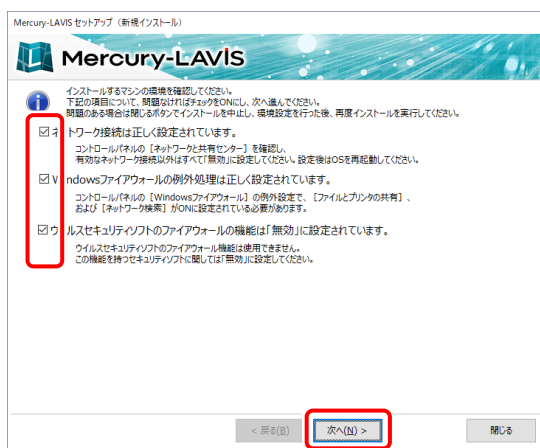 Mercury-LAVIS セットアップ（新規インストール）
Mercury-LAVIS
インストールするマシンの環境を確認してください。
下記の項目について、問題なければチェックをONにし、次へ進んでください。
問題のある場合は閉じるボタンでインストールを中止し、環境設定を行った後、再度インストールを実行してください。
ネットワーク接続は正しく設定されています。
コントロールパネルの［ネットワークと共有センター］を確認し、
有効なネットワーク接続以外はすべて「無効」に設定してください。設定後はOSを再起動してください。
Windowsファイアウォールの例外処理は正しく設定されています。
コントロールパネルの［Windowsファイアウォール］の例外設定で、［ファイルとプリンタの共有］、
および［ネットワーク検索］がONに設定されている必要があります。
ウィルスセキュリティソフトのファイアウォールの機能は「無効」に設定されています。
ウイルスセキュリティソフトのファイアウォール機能は使用できません。
この機能を持つセキュリティソフトに関しては「無効」に設定してください。
< 戻る(B) 次へ(N) > 閉じる